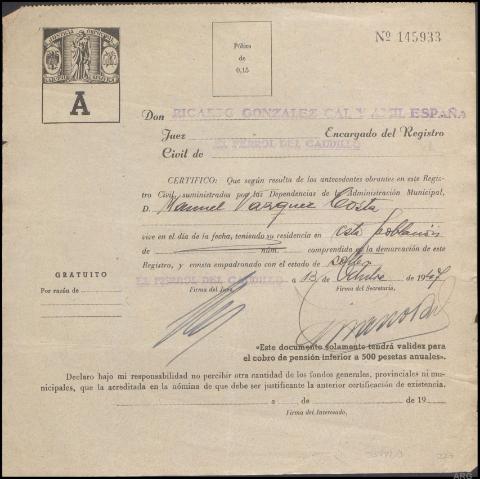 JUSTICIA MUNICIPAL
A
Póliza
de
0,15
Nº 145933
Don RICARDO GONZALEZ CAL Y ESPAÑA
Juez Encargado del Registro
EL FERROL DEL CAUDILLO
Civil de
CERTIFICO: Que según resulta de los antecedentes obrantes en este Regis-
tro Civil, suministrados por las Dependencias de la Administración Municipal,
D. Manuel Vazquez Costa
vive en el día de la fecha, teniendo su residencia en esta población
de núm. comprendida en la demarcación de este
Registro, y consta empadronado con el estado de soltero
GRATUITO
Por razón de
EL FERROL DEL CAUDILLO a 13 de Octubre de 1947
Firma del Juez, Firma del Secretario,
«Este documento solamente tendrá validez para
el cobro de pensión inferior a 500 pesetas anuales».
Declaro bajo mi responsabilidad no percibir otra cantidad de los fondos generales, provinciales ni mu-
nicipales, que la acreditada en la nómina de que debe ser justificante la anterior certificación de existencia.
a de de 19
Firma del Interesado,
ARG